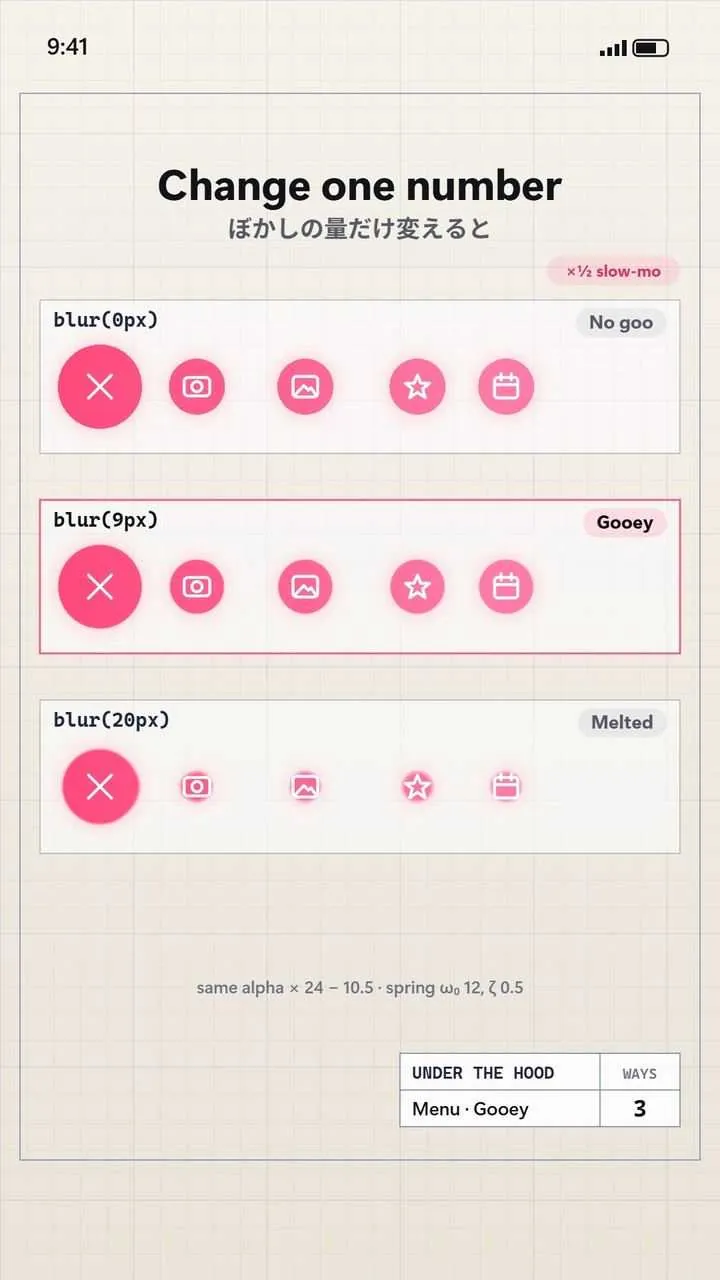 9:41
Change one number
ぼかしの量だけ変えると
×½ slow-mo
blur(0px)
No goo
blur(9px)
Gooey
blur(20px)
Melted
same alpha × 24 − 10.5 · spring ω₀ 12, ζ 0.5
UNDER THE HOOD
WAYS
Menu · Gooey
3